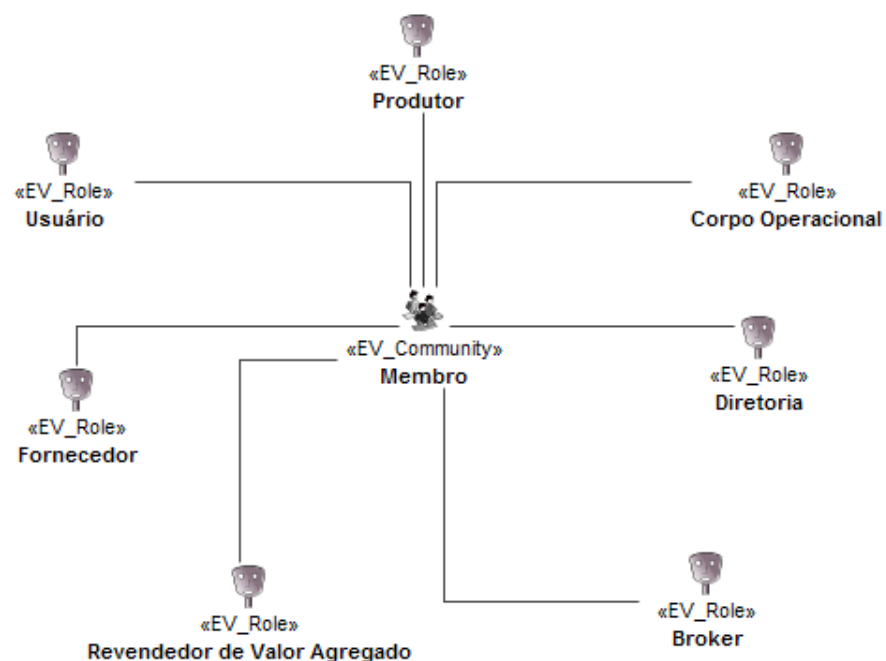 «EV_Role»
Produtor
«EV_Role»
Usuário
«EV_Role»
Corpo Operacional
«EV_Community»
Membro
«EV_Role»
Diretoria
«EV_Role»
Fornecedor
«EV_Role»
Revendedor de Valor Agregado
«EV_Role»
Broker